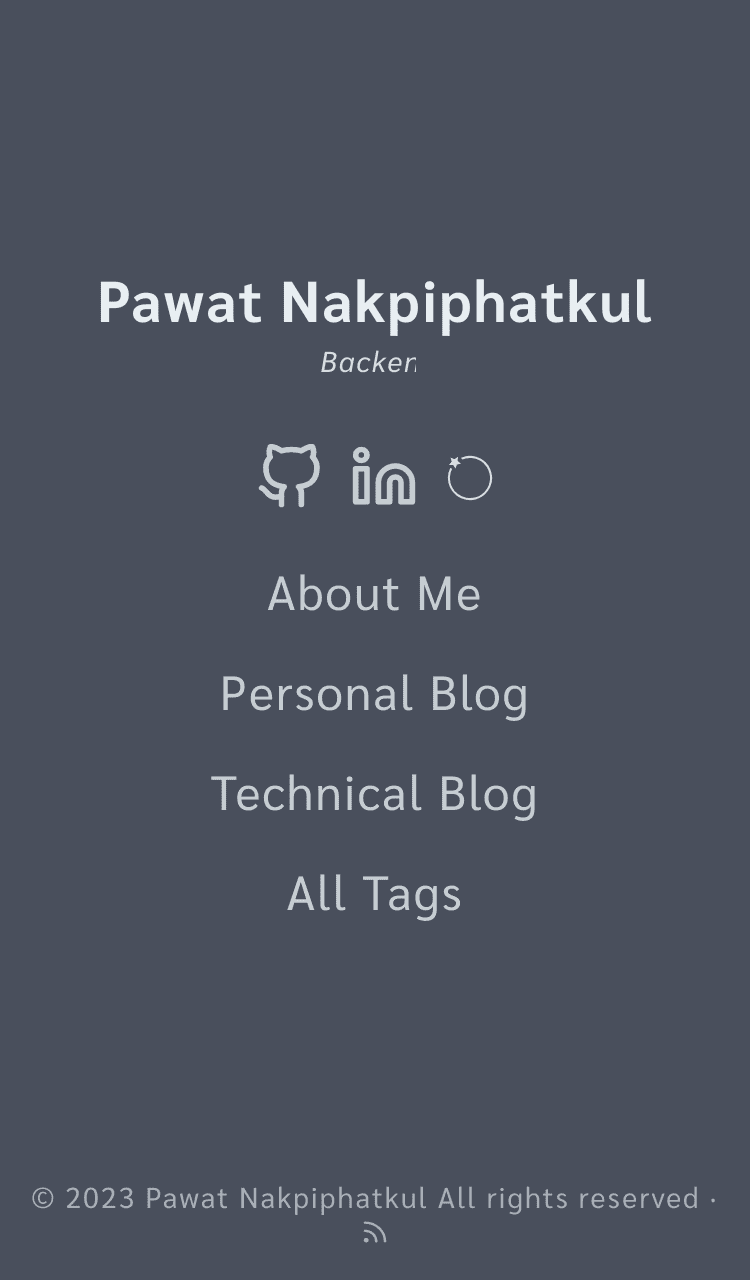 Pawat Nakpiphatkul
Backen
About Me
Personal Blog
Technical Blog
All Tags
© 2023 Pawat Nakpiphatkul All rights reserved ·